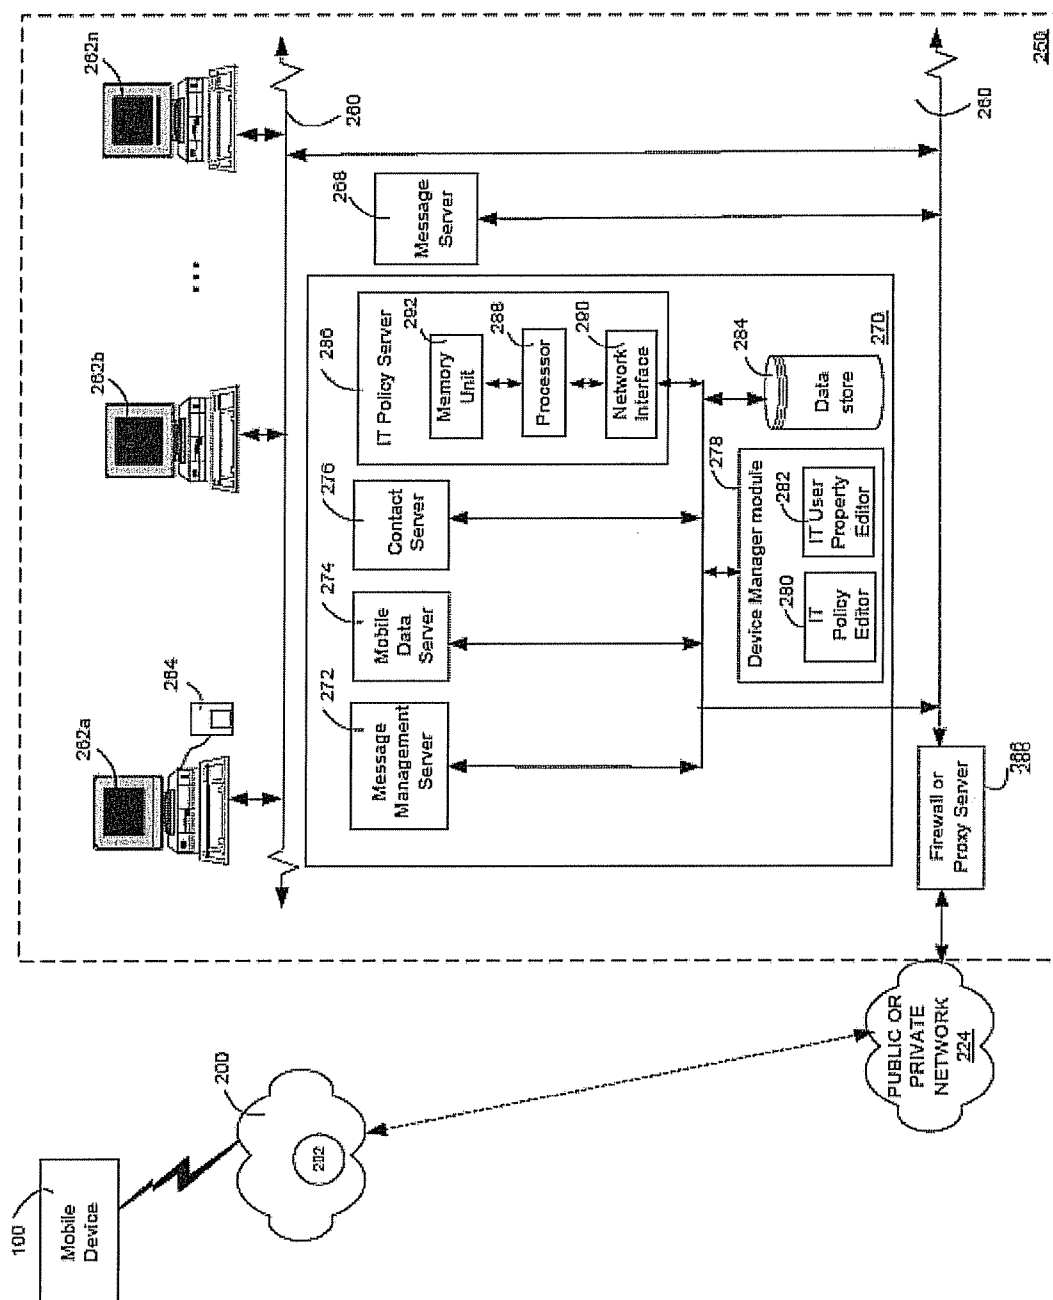 100
Mobile
Device
200
202
PUBLIC OR
PRIVATE
NETWORK
224
262a
264
262b
...
262n
260
272
Message
Management
Server
274
Mobile
Data
Server
276
Contact
Server
286
IT Policy Server
292
Memory
Unit
288
Processor
290
Network
Interface
268
Message
Server
278
Device Manager module
280
IT
Policy
Editor
282
IT User
Property
Editor
284
Data
store
270
Firewall or
Proxy Server
260
250